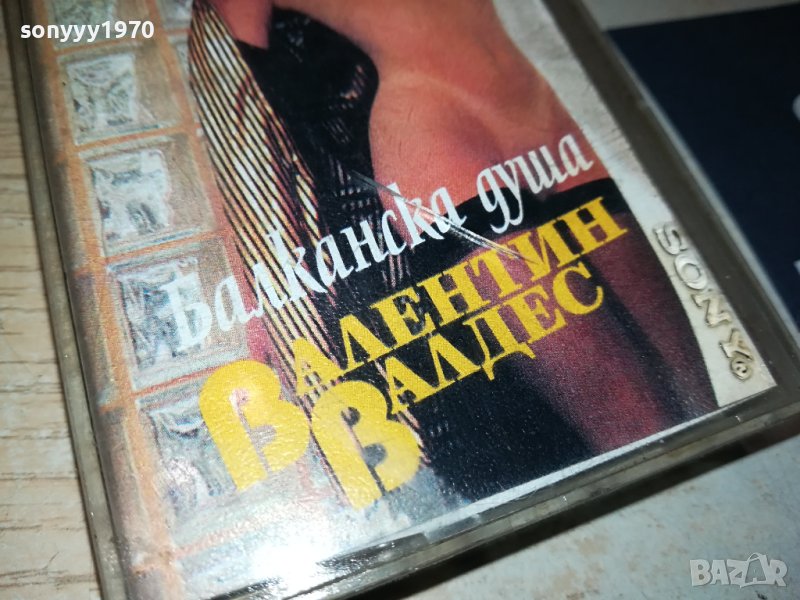 sonyyy1970
Балканска душа
ВАЛЕНТИН
ВАЛДЕС
SONY®
BAZAR